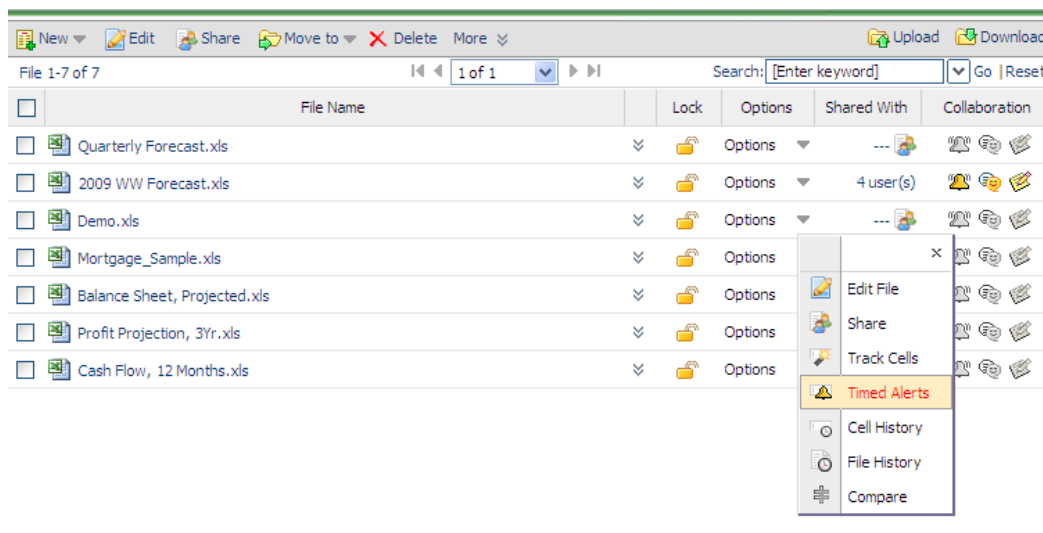 New Edit Share Move to Delete More Upload Download
File 1-7 of 7 1 of 1 Search: [Enter keyword] Go | Reset
File Name Lock Options Shared With Collaboration
Quarterly Forecast.xls Options ---
2009 WW Forecast.xls Options 4 user(s)
Demo.xls Options ---
Mortgage_Sample.xls Options
Balance Sheet, Projected.xls Options
Profit Projection, 3Yr.xls Options
Cash Flow, 12 Months.xls Options
Edit File
Share
Track Cells
Timed Alerts
Cell History
File History
Compare